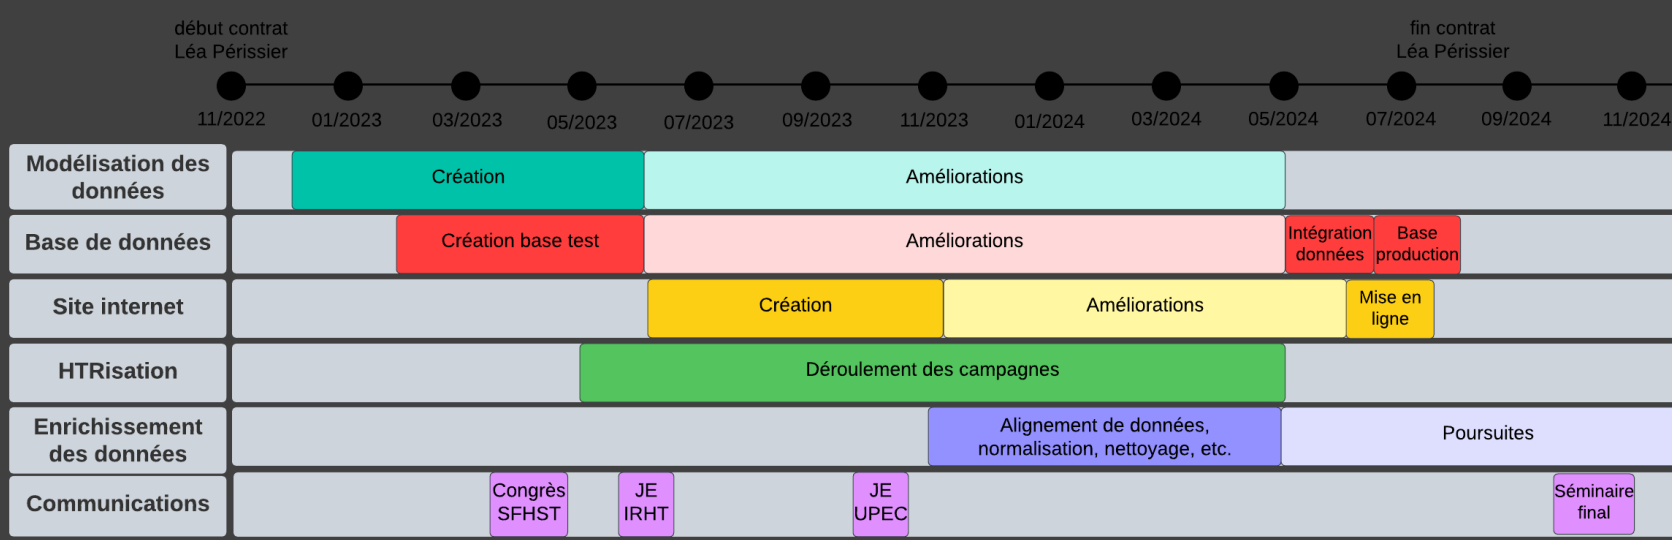 début contrat
Léa Périssier
fin contrat
Léa Périssier
11/2022
01/2023
03/2023
05/2023
07/2023
09/2023
11/2023
01/2024
03/2024
05/2024
07/2024
09/2024
11/2024
Modélisation des
données
Création
Améliorations
Base de données
Création base test
Améliorations
Intégration
données
Base
production
Site internet
Création
Améliorations
Mise en
ligne
HTRisation
Déroulement des campagnes
Enrichissement
des données
Alignement de données,
normalisation, nettoyage, etc.
Poursuites
Communications
Congrès
SFHST
JE
IRHT
JE
UPEC
Séminaire
final